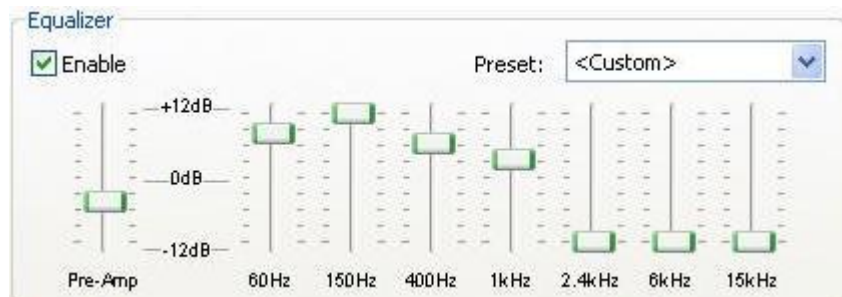 Equalizer
Enable
Preset: <Custom>
+12dB
0dB
-12dB
Pre-Amp 60Hz 150Hz 400Hz 1kHz 2.4kHz 6kHz 15kHz